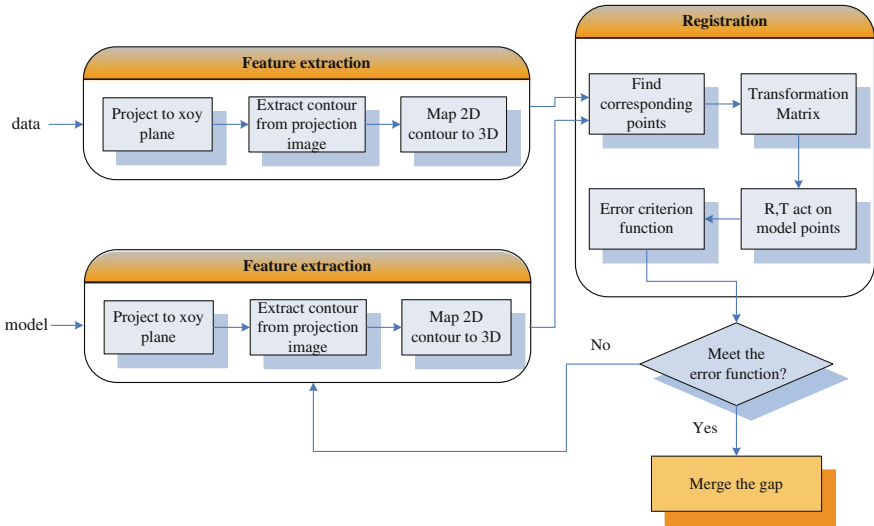 Feature extraction
data
Project to xoy
plane
Extract contour
from projection
image
Map 2D
contour to 3D
Registration
Find
corresponding
points
Transformation
Matrix
Error criterion
function
R,T act on
model points
Feature extraction
model
Project to xoy
plane
Extract contour
from projection
image
Map 2D
contour to 3D
No
Meet the
error function?
Yes
Merge the gap